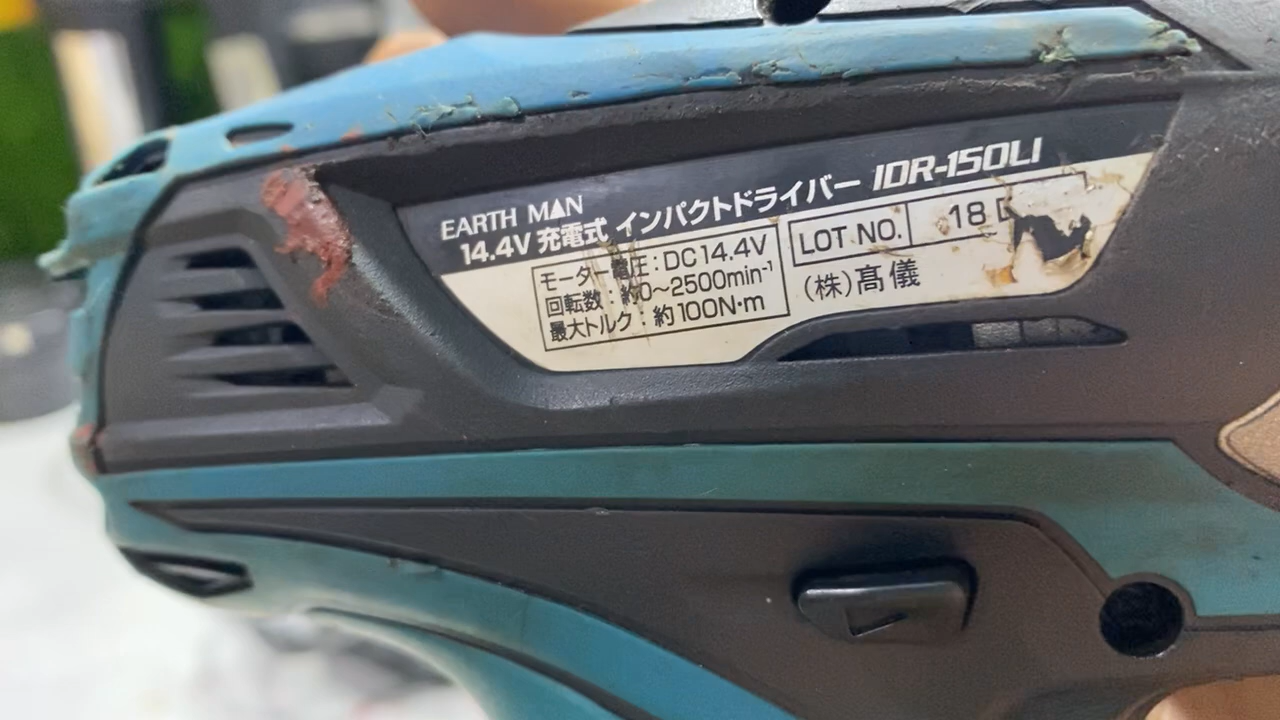 EARTH MAN
14.4V 充電式 インパクトドライバー IDR-150LI
モーター電圧:DC14.4V
回転数:約0~2500min⁻¹
最大トルク:約100N・m
LOT NO. 18
(株)髙儀